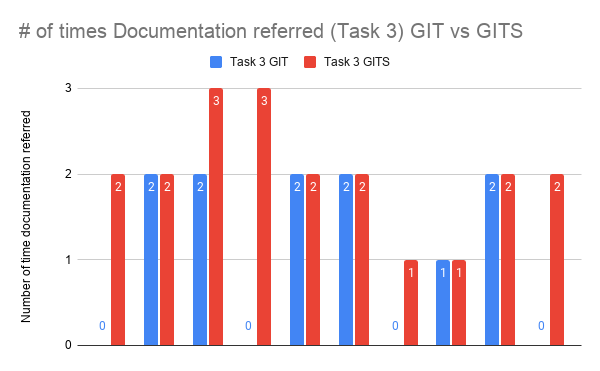 # of times Documentation referred (Task 3) GIT vs GITS
Task 3 GIT Task 3 GITS
Number of time documentation referred
3
2
1
0
0 2 2 2 2 3 0 3 2 2 2 2 0 1 1 1 2 2 0 2